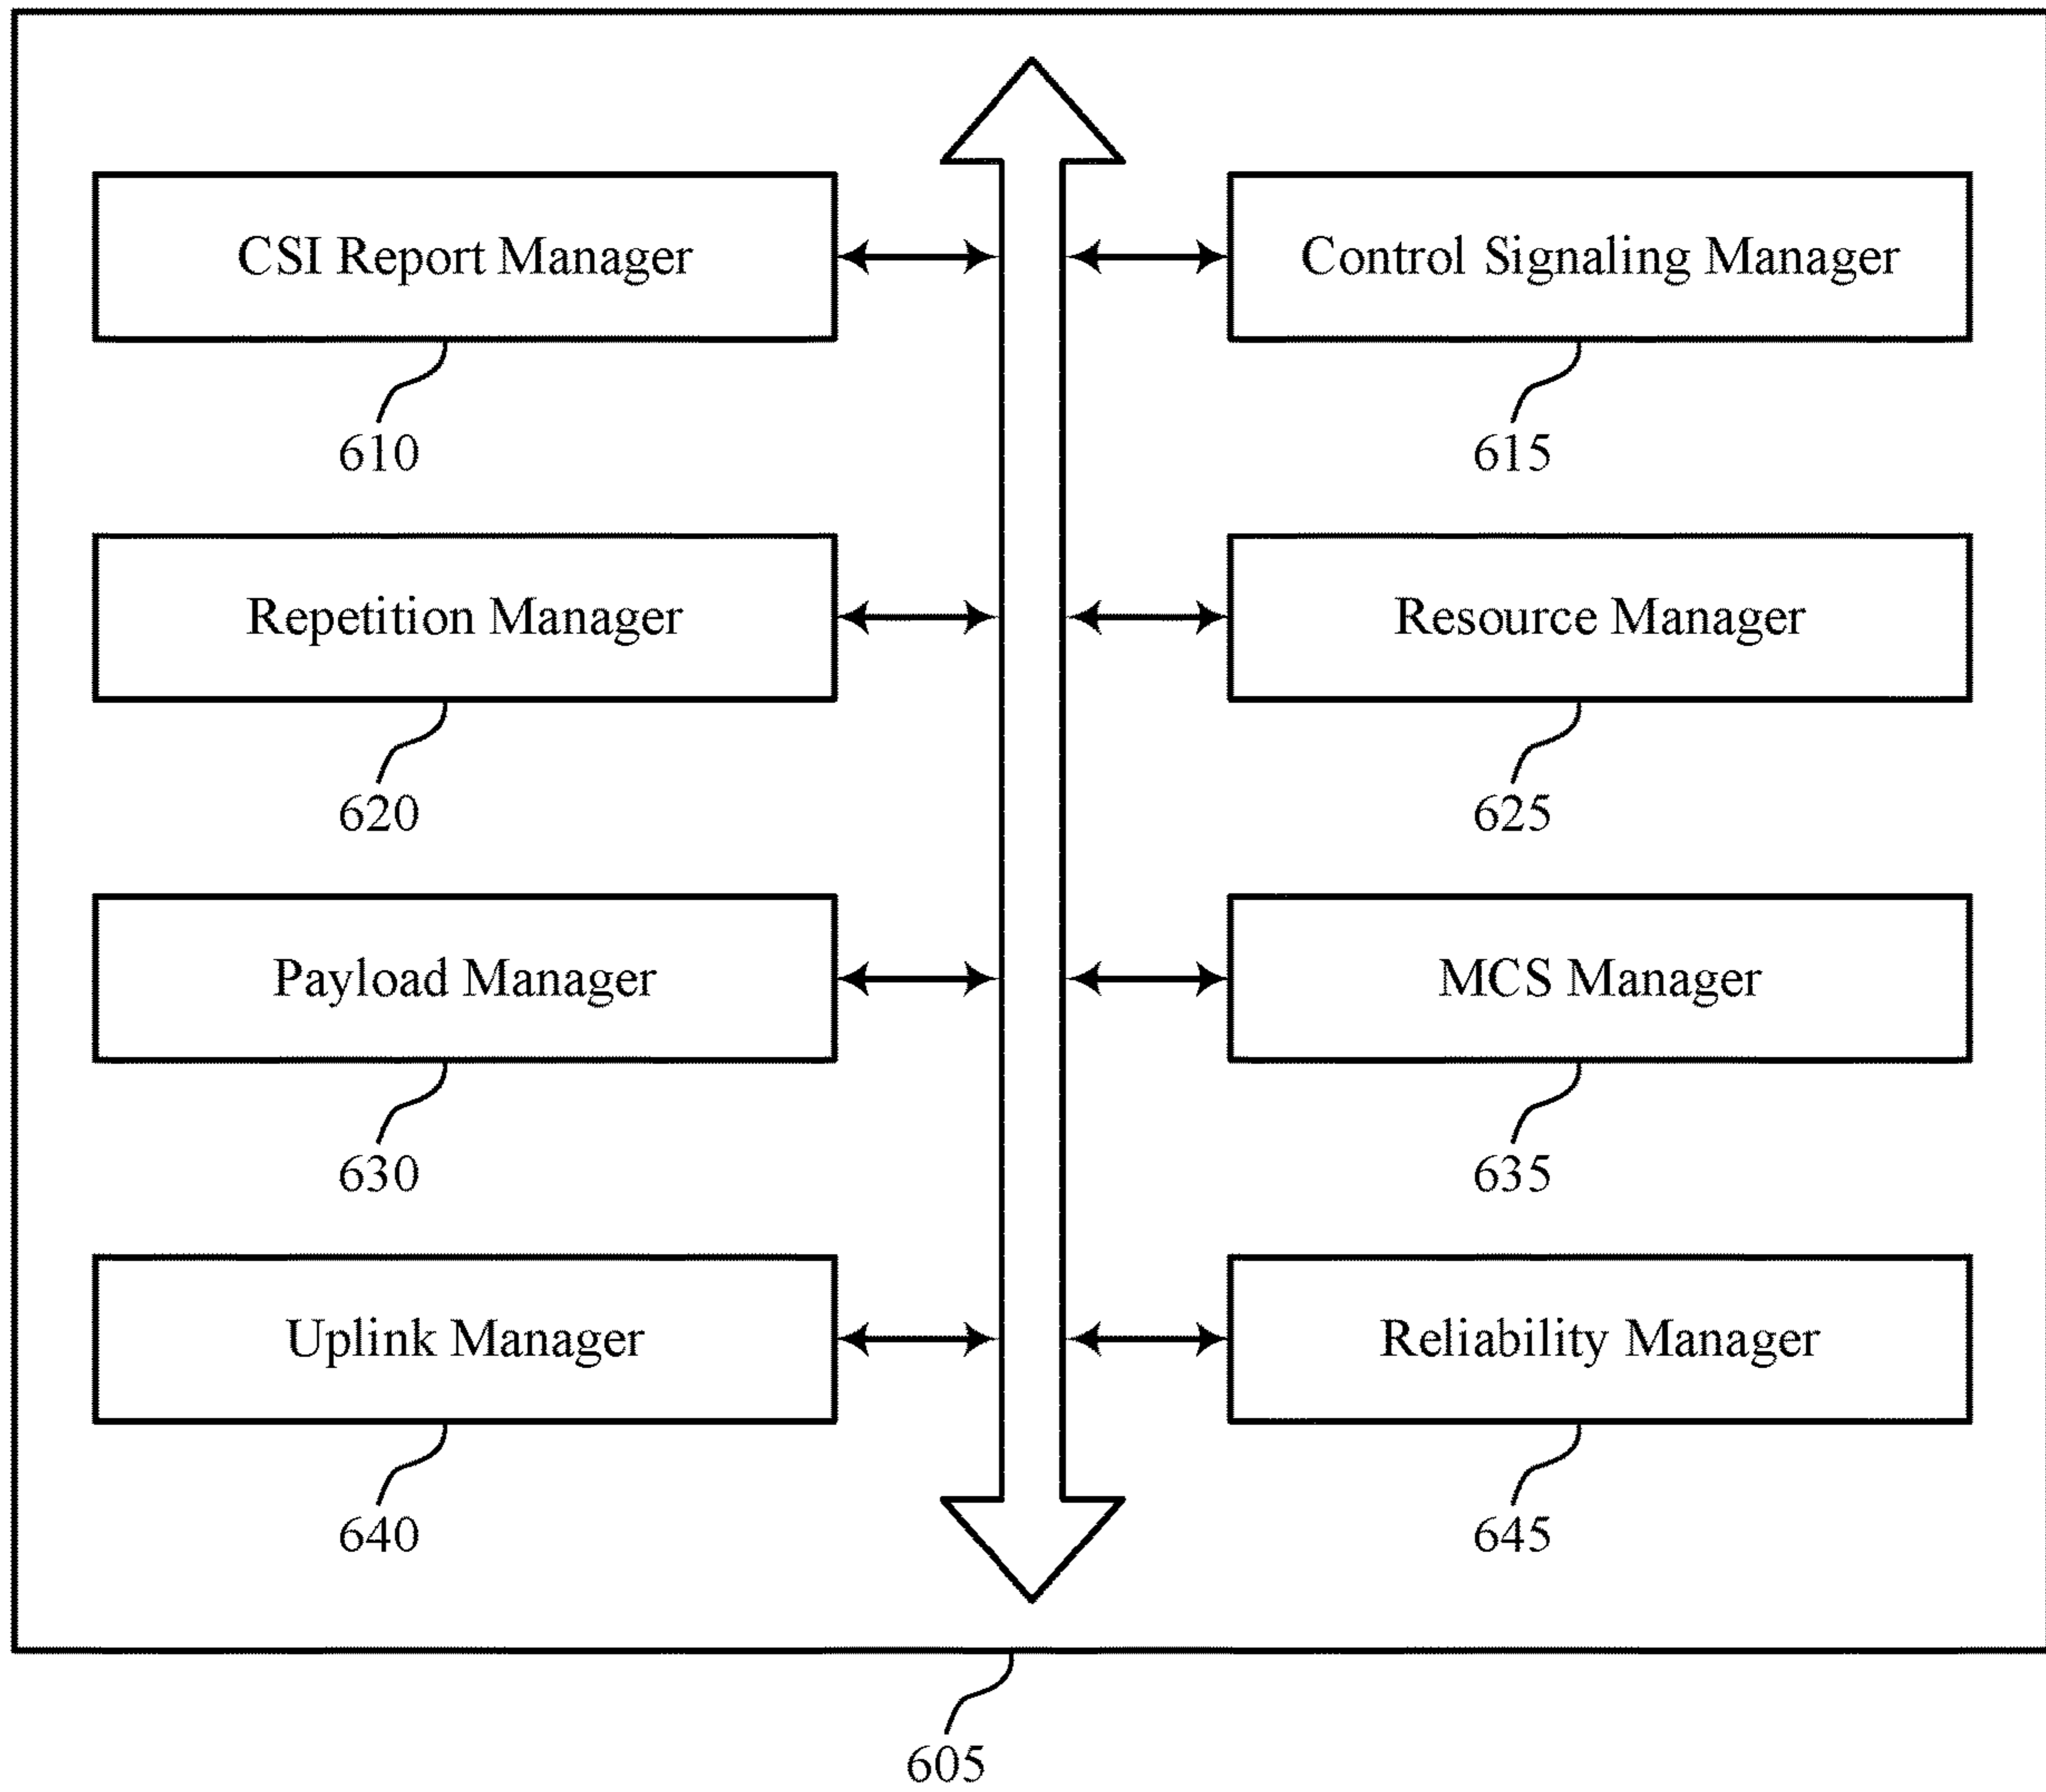 CSI Report Manager
Control Signaling Manager
610
615
Repetition Manager
Resource Manager
620
625
Payload Manager
MCS Manager
630
635
Uplink Manager
Reliability Manager
640
645
605